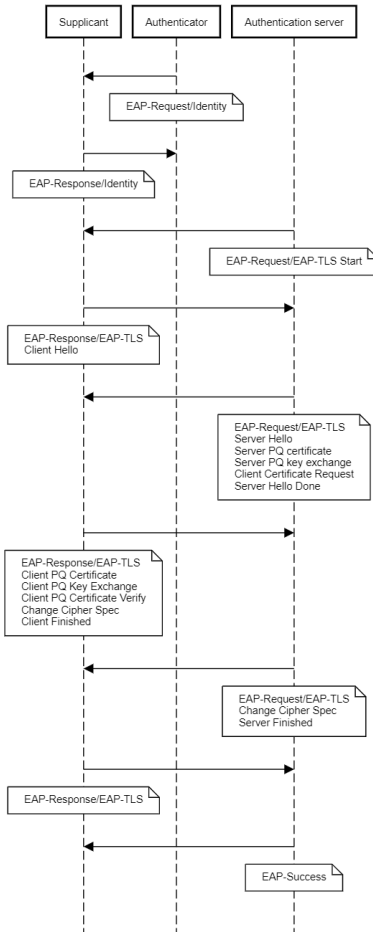 Supplicant
Authenticator
Authentication server
EAP-Request/Identity
EAP-Response/Identity
EAP-Request/EAP-TLS Start
EAP-Response/EAP-TLS
Client Hello
EAP-Request/EAP-TLS
Server Hello
Server PQ certificate
Server PQ key exchange
Client Certificate Request
Server Hello Done
EAP-Response/EAP-TLS
Client PQ Certificate
Client PQ Key Exchange
Client PQ Certificate Verify
Change Cipher Spec
Client Finished
EAP-Request/EAP-TLS
Change Cipher Spec
Server Finished
EAP-Response/EAP-TLS
EAP-Success